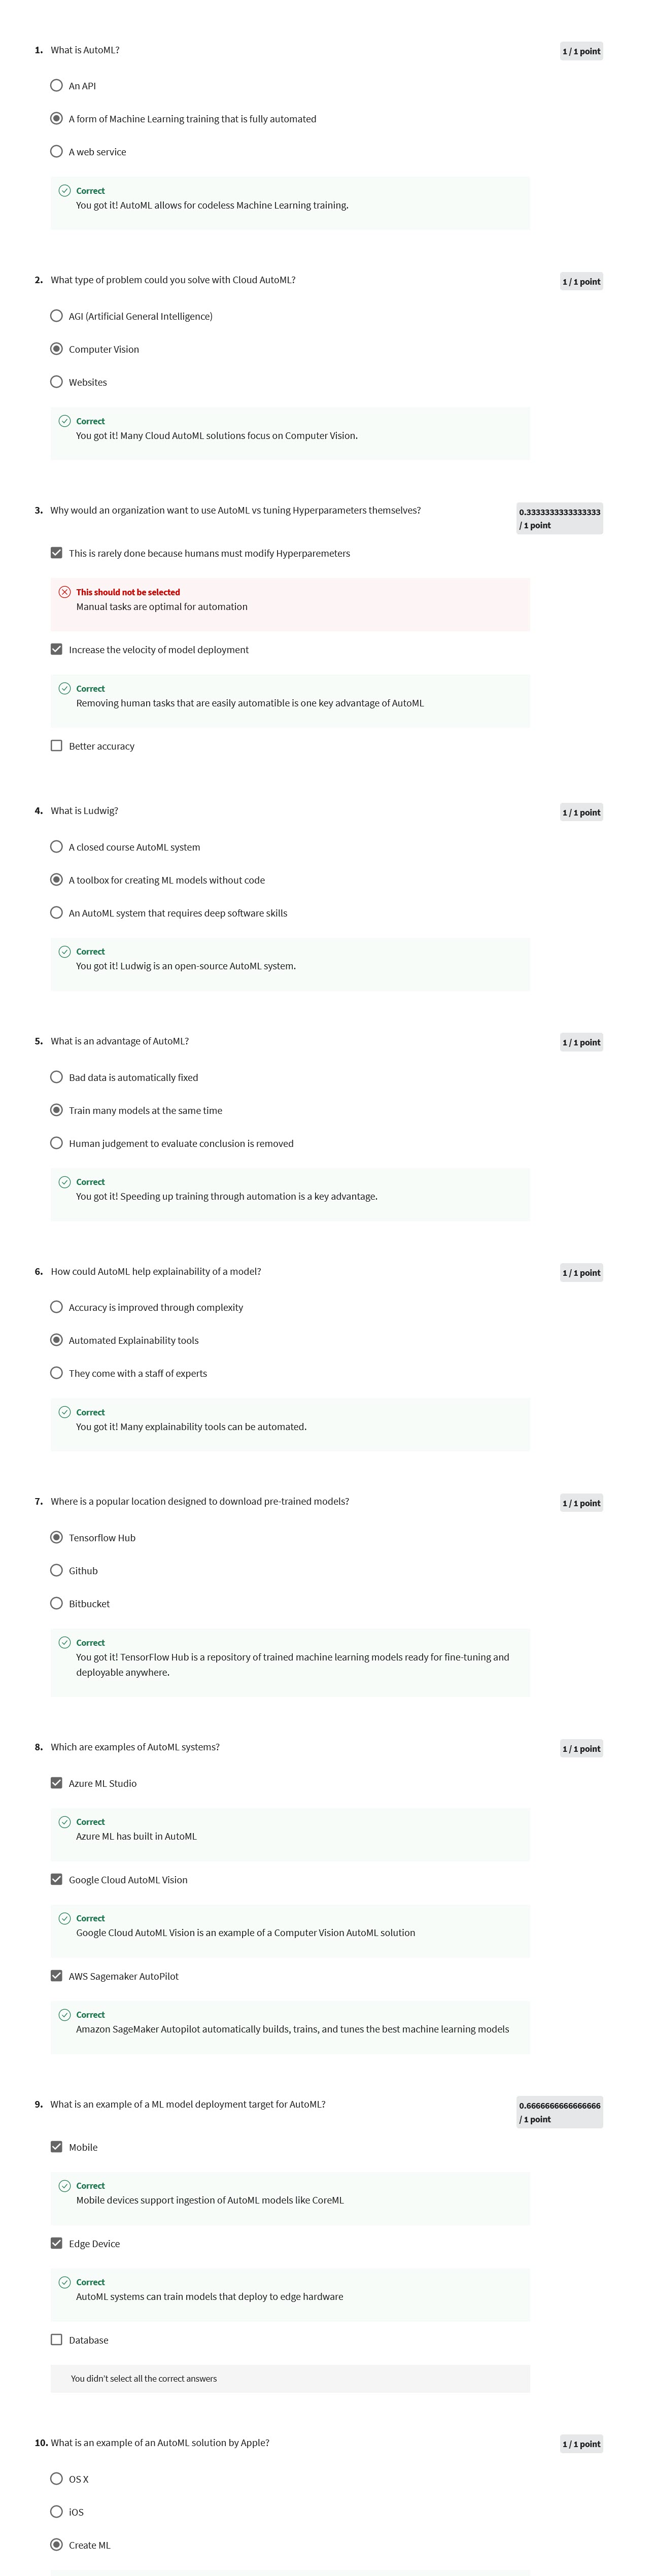 1. What is AutoML?
1 / 1 point
An API
A form of Machine Learning training that is fully automated
A web service
Correct
You got it! AutoML allows for codeless Machine Learning training.
2. What type of problem could you solve with Cloud AutoML?
1 / 1 point
AGI (Artificial General Intelligence)
Computer Vision
Websites
Correct
You got it! Many Cloud AutoML solutions focus on Computer Vision.
3. Why would an organization want to use AutoML vs tuning Hyperparameters themselves?
0.3333333333333333
/ 1 point
This is rarely done because humans must modify Hyperparemeters
This should not be selected
Manual tasks are optimal for automation
Increase the velocity of model deployment
Correct
Removing human tasks that are easily automatible is one key advantage of AutoML
Better accuracy
4. What is Ludwig?
1 / 1 point
A closed course AutoML system
A toolbox for creating ML models without code
An AutoML system that requires deep software skills
Correct
You got it! Ludwig is an open-source AutoML system.
5. What is an advantage of AutoML?
1 / 1 point
Bad data is automatically fixed
Train many models at the same time
Human judgement to evaluate conclusion is removed
Correct
You got it! Speeding up training through automation is a key advantage.
6. How could AutoML help explainability of a model?
1 / 1 point
Accuracy is improved through complexity
Automated Explainability tools
They come with a staff of experts
Correct
You got it! Many explainability tools can be automated.
7. Where is a popular location designed to download pre-trained models?
1 / 1 point
Tensorflow Hub
Github
Bitbucket
Correct
You got it! TensorFlow Hub is a repository of trained machine learning models ready for fine-tuning and
deployable anywhere.
8. Which are examples of AutoML systems?
1 / 1 point
Azure ML Studio
Correct
Azure ML has built in AutoML
Google Cloud AutoML Vision
Correct
Google Cloud AutoML Vision is an example of a Computer Vision AutoML solution
AWS Sagemaker AutoPilot
Correct
Amazon SageMaker Autopilot automatically builds, trains, and tunes the best machine learning models
9. What is an example of a ML model deployment target for AutoML?
0.6666666666666666
/ 1 point
Mobile
Correct
Mobile devices support ingestion of AutoML models like CoreML
Edge Device
Correct
AutoML systems can train models that deploy to edge hardware
Database
You didn't select all the correct answers
10. What is an example of an AutoML solution by Apple?
1 / 1 point
OS X
iOS
Create ML